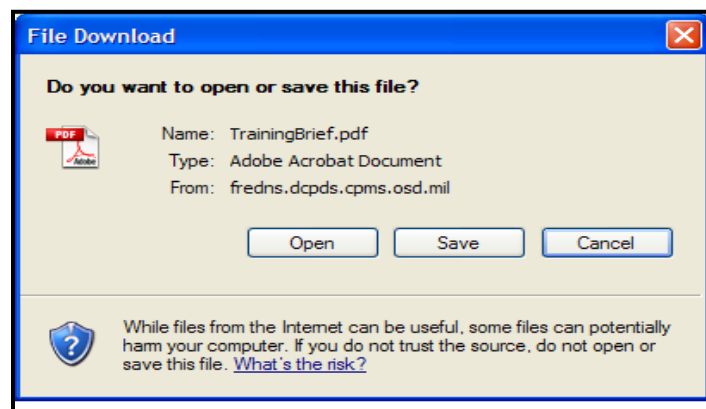 File Download
Do you want to open or save this file?
PDF
Adobe
Name: TrainingBrief.pdf
Type: Adobe Acrobat Document
From: fredns.dcpds.cpms.osd.mil
Open Save Cancel
While files from the Internet can be useful, some files can potentially
harm your computer. If you do not trust the source, do not open or
save this file. What's the risk?